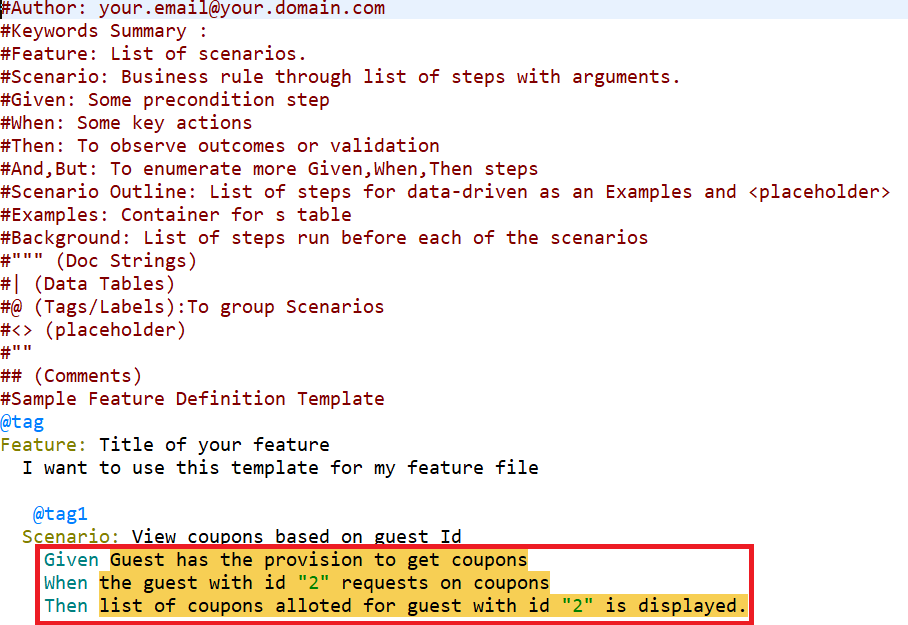 #Author: your.email@your.domain.com
#Keywords Summary :
#Feature: List of scenarios.
#Scenario: Business rule through list of steps with arguments.
#Given: Some precondition step
#When: Some key actions
#Then: To observe outcomes or validation
#And,But: To enumerate more Given,When,Then steps
#Scenario Outline: List of steps for data-driven as an Examples and <placeholder>
#Examples: Container for s table
#Background: List of steps run before each of the scenarios
#""" (Doc Strings)
#| (Data Tables)
#@ (Tags/Labels):To group Scenarios
#<> (placeholder)
#""
## (Comments)
#Sample Feature Definition Template
@tag
Feature: Title of your feature
I want to use this template for my feature file
@tag1
Scenario: View coupons based on guest Id
Given Guest has the provision to get coupons
When the guest with id "2" requests on coupons
Then list of coupons alloted for guest with id "2" is displayed.